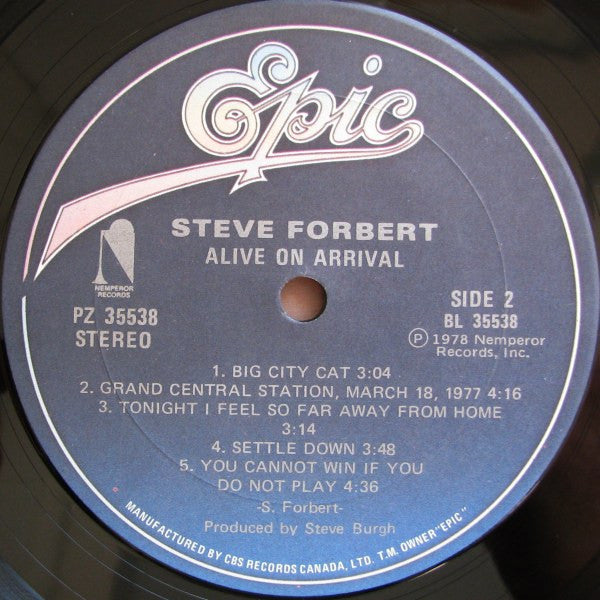 Epic
STEVE FORBERT
ALIVE ON ARRIVAL
NEMPEROR
RECORDS
PZ 35538
STEREO
SIDE 2
BL 35538
Ⓟ 1978 Nemperor
Records, Inc.
1. BIG CITY CAT 3:04
2. GRAND CENTRAL STATION, MARCH 18, 1977 4:16
3. TONIGHT I FEEL SO FAR AWAY FROM HOME
3:14
4. SETTLE DOWN 3:48
5. YOU CANNOT WIN IF YOU
DO NOT PLAY 4:36
-S. Forbert-
Produced by Steve Burgh
MANUFACTURED BY CBS RECORDS CANADA, LTD. T.M. OWNER "EPIC"